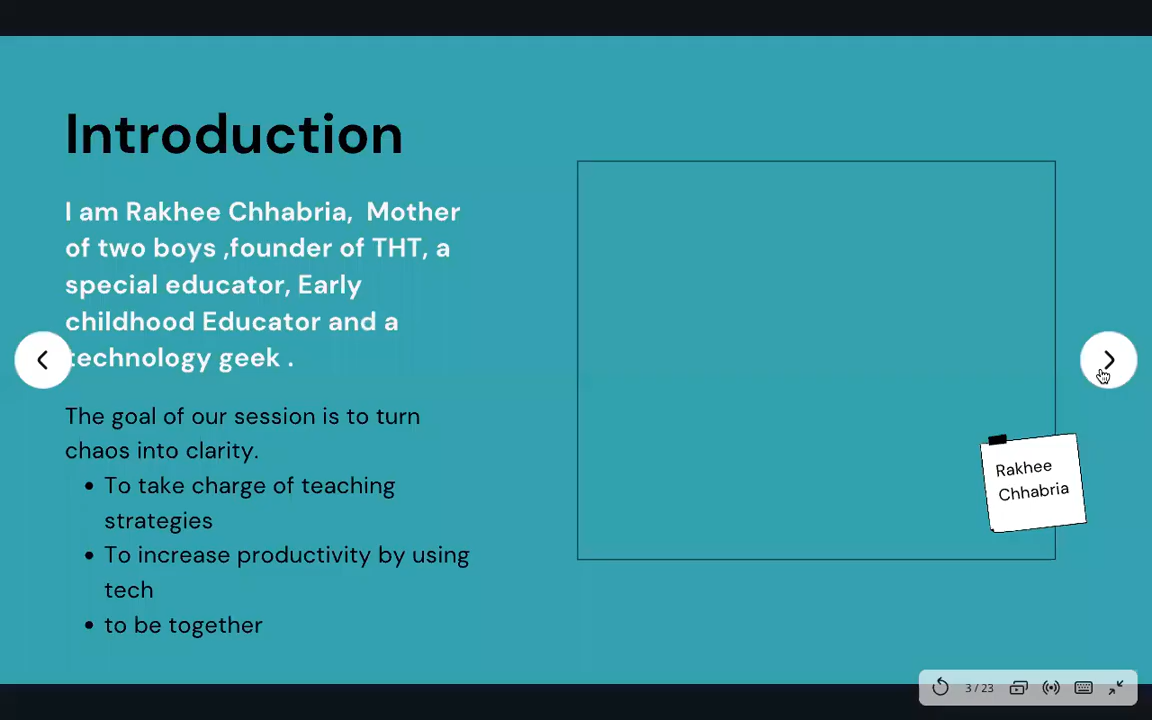 Introduction
I am Rakhee Chhabria,  Mother
of two boys ,founder of THT, a
special educator, Early
childhood Educator and a
technology geek .
The goal of our session is to turn
chaos into clarity.
• To take charge of teaching
strategies
• To increase productivity by using
tech
• to be together
Rakhee
Chhabria
3 / 23